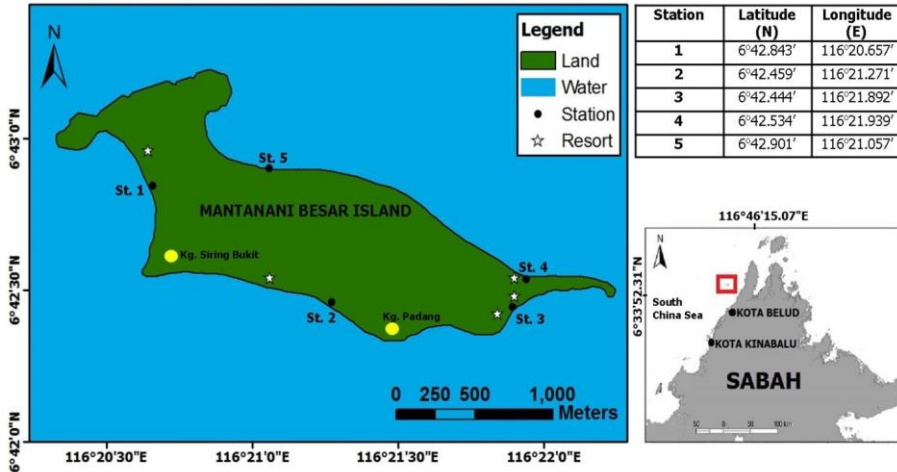 N
Legend
Land
Water
Station
Resort
6°43'0"N
6°42'30"N
6°42'0"N
St. 5
St. 1
MANTANANI BESAR ISLAND
Kg. Siring Bukit
St. 4
St. 2
Kg. Padang
St. 3
0 250 500 1,000
Meters
116°20'30"E 116°21'0"E 116°21'30"E 116°22'0"E
Station Latitude (N) Longitude (E)
1 6°42.843' 116°20.657'
2 6°42.459' 116°21.271'
3 6°42.444' 116°21.892'
4 6°42.534' 116°21.939'
5 6°42.901' 116°21.057'
116°46'15.07"E
N
6°33'52.31"N
South
China Sea
KOTA BELUD
KOTA KINABALU
SABAH
50 0 50 100 km